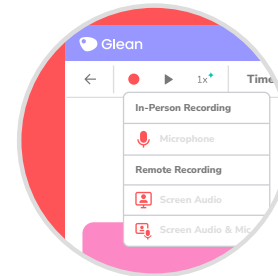 Glean
1x Time
In-Person Recording
Microphone
Remote Recording
Screen Audio
Screen Audio & Mic